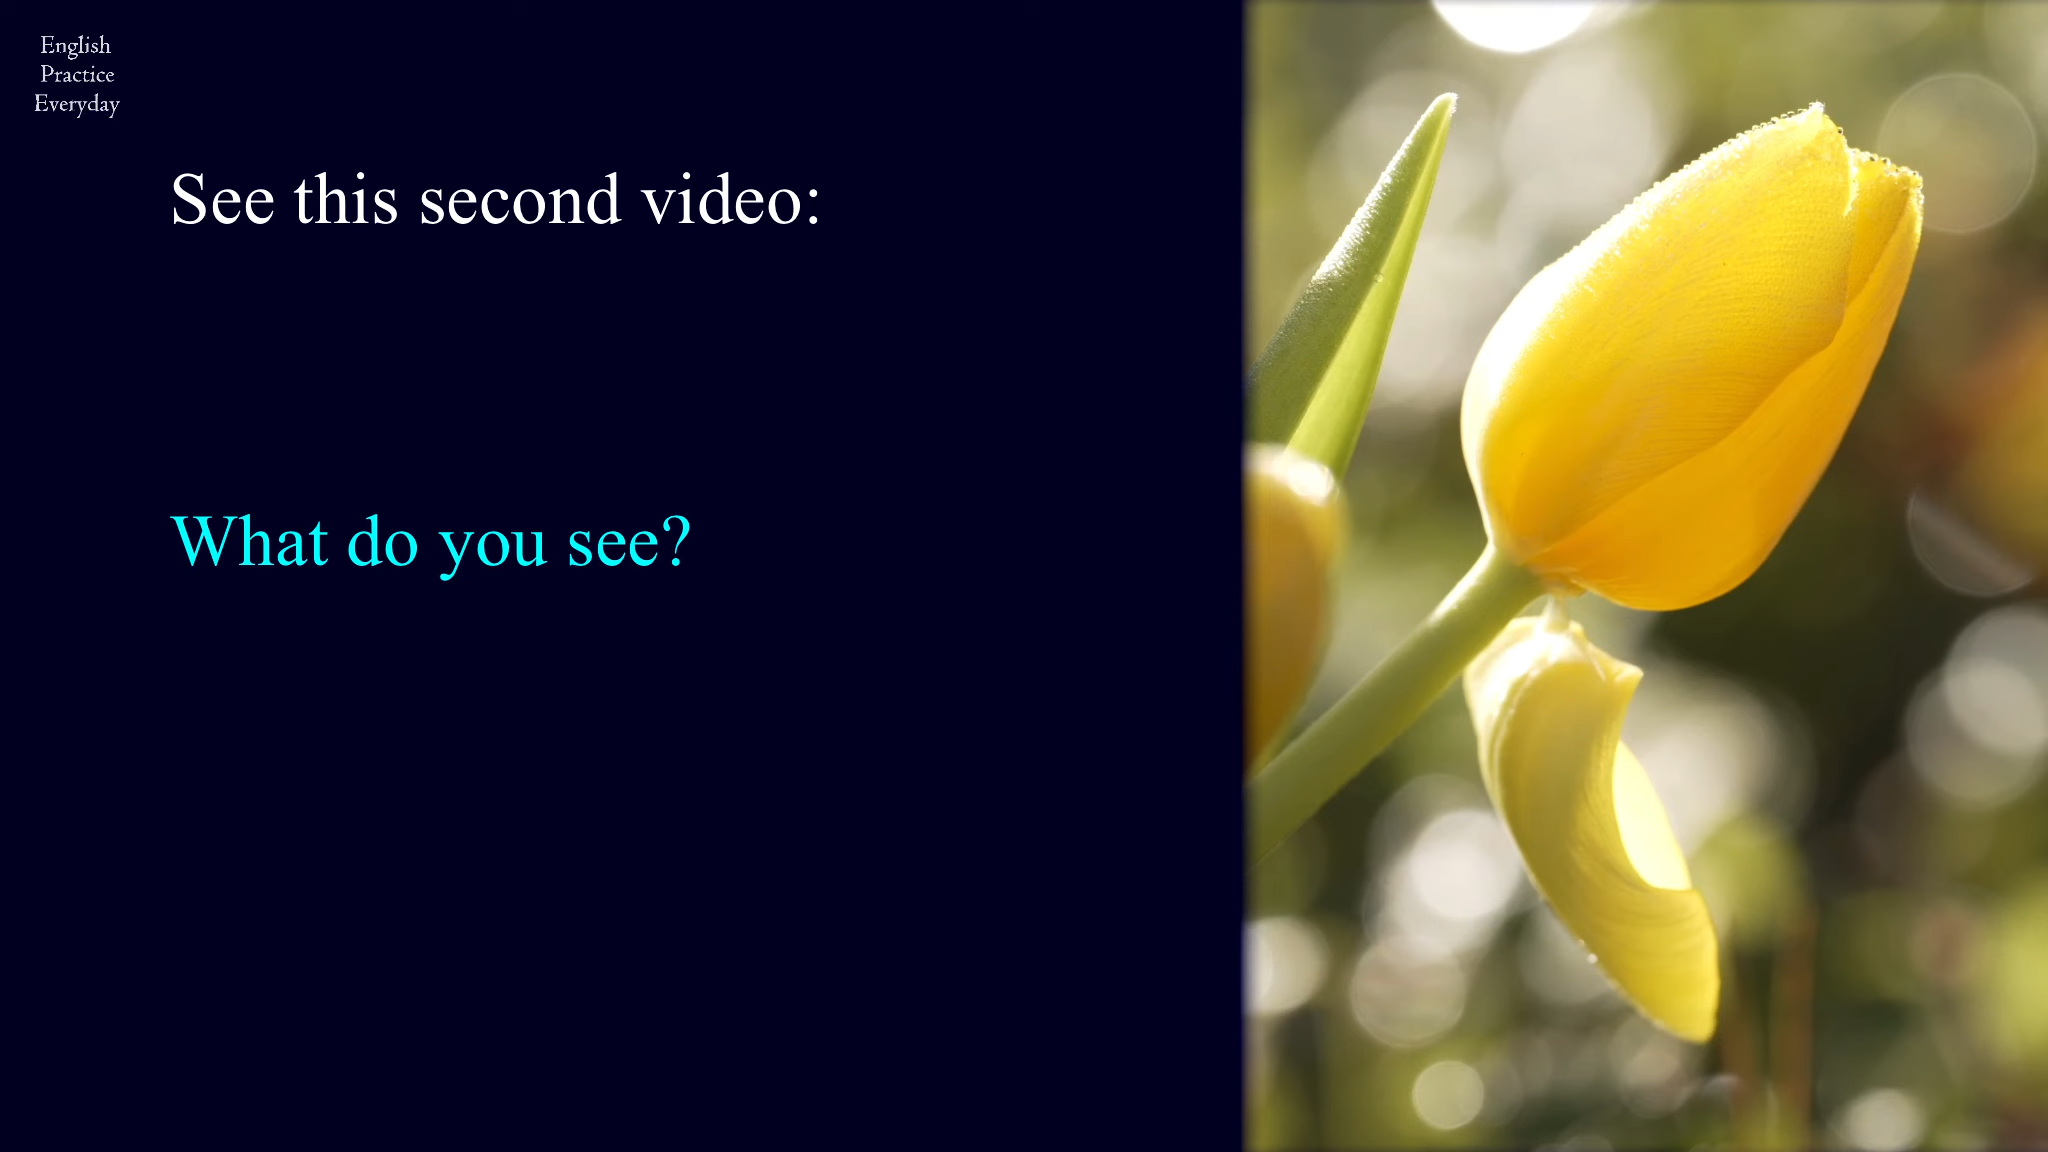 English
Practice
Everyday
See this second video:
What do you see?